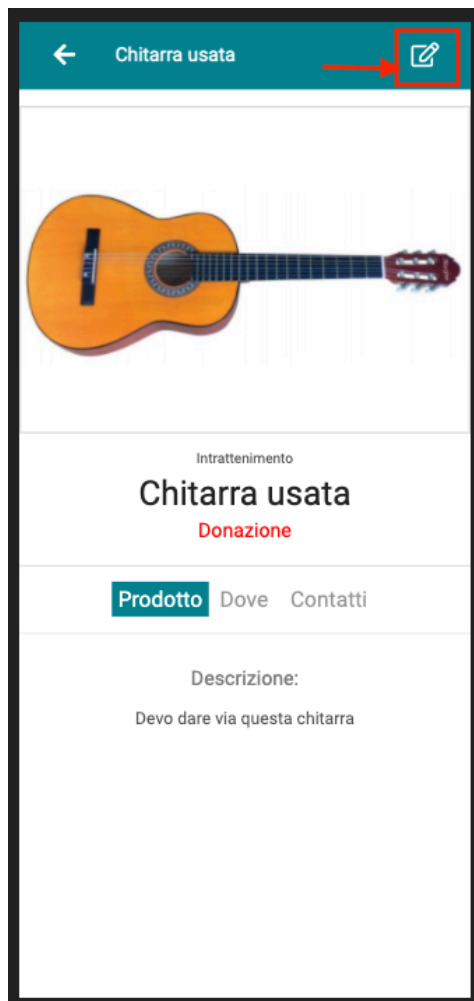 Chitarra usata
Intrattenimento
Chitarra usata
Donazione
Prodotto Dove Contatti
Descrizione:
Devo dare via questa chitarra